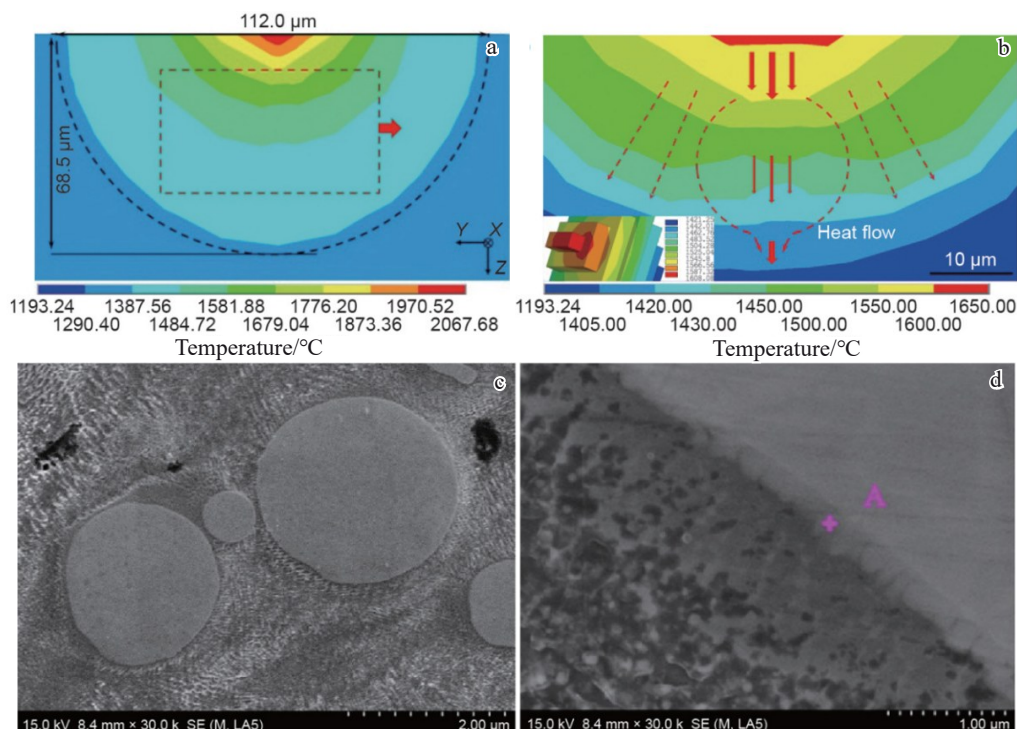 112.0 μm
a
68.5 μm
Y
X
Z
1193.24 1387.56 1581.88 1776.20 1970.52
1290.40 1484.72 1679.04 1873.36 2067.68
Temperature/°C
b
Heat flow
10 μm
1193.24 1420.00 1450.00 1550.00 1650.00
1405.00 1430.00 1500.00 1600.00
Temperature/°C
c
15.0 kV 8.4 mm × 30.0 k SE (M, LA5) 2.00 μm
d
A
15.0 kV 8.4 mm × 30.0 k SE (M, LA5) 1.00 μm